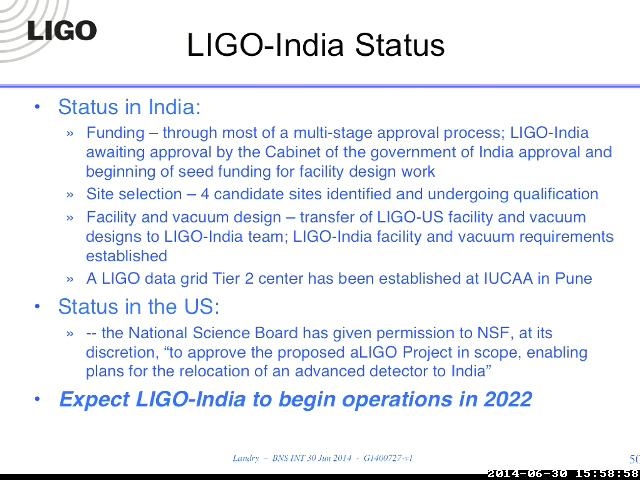 LIGO
LIGO-India Status
• Status in India:
» Funding – through most of a multi-stage approval process; LIGO-India
awaiting approval by the Cabinet of the government of India approval and
beginning of seed funding for facility design work
» Site selection – 4 candidate sites identified and undergoing qualification
» Facility and vacuum design – transfer of LIGO-US facility and vacuum
designs to LIGO-India team; LIGO-India facility and vacuum requirements
established
» A LIGO data grid Tier 2 center has been established at IUCAA in Pune
• Status in the US:
» -- the National Science Board has given permission to NSF, at its
discretion, “to approve the proposed aLIGO Project in scope, enabling
plans for the relocation of an advanced detector to India”
• Expect LIGO-India to begin operations in 2022
Landry - BNS INT 30 Jun 2014 - G1400727-v1
50
2014-06-30 15:58:58